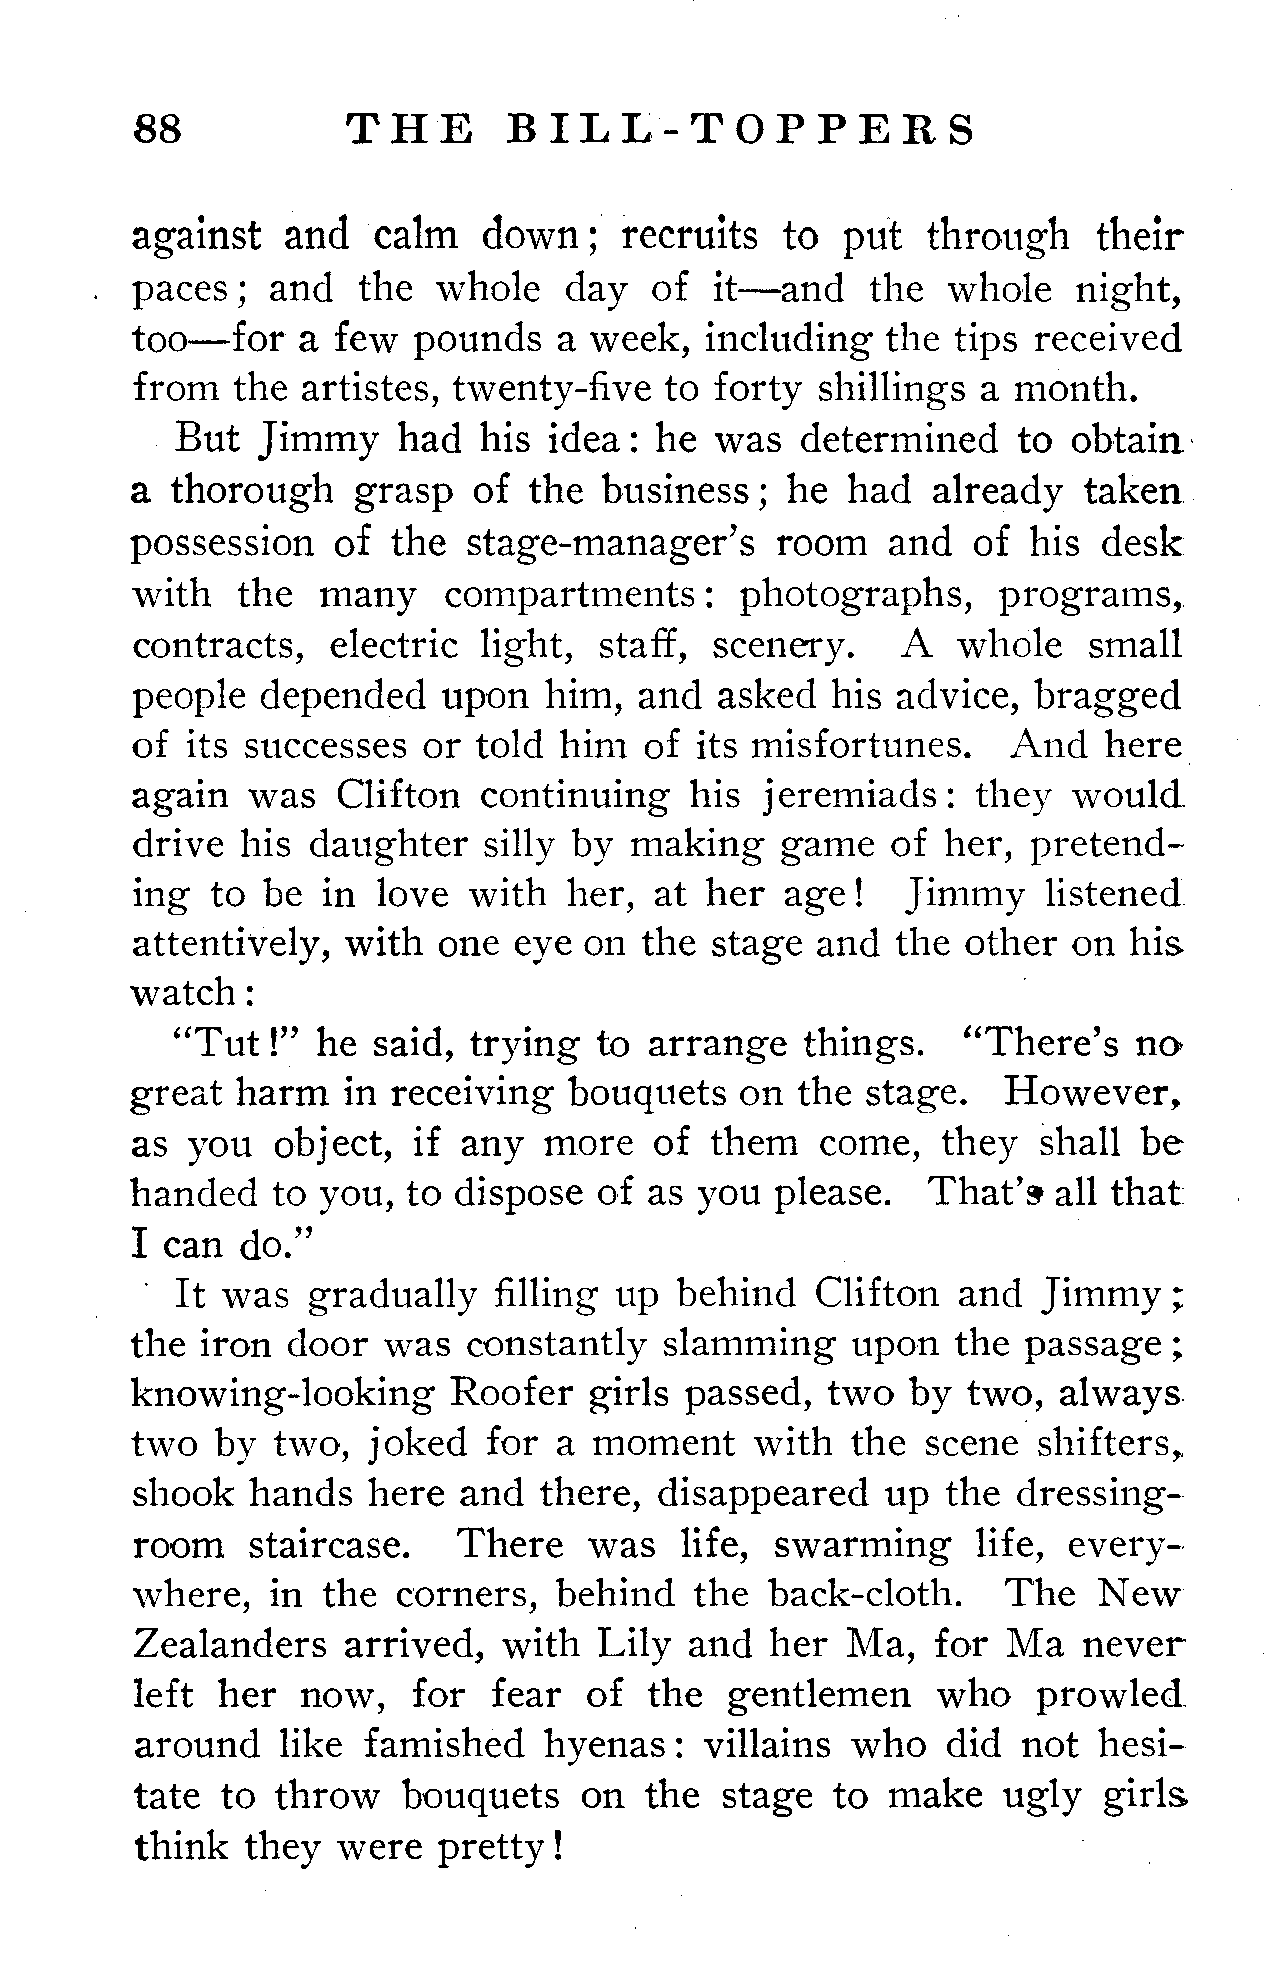 88 THE BILL-TOPPERS
against and calm down; recruits to put through their
paces; and the whole day of it—and the whole night,
too—for a few pounds a week, including the tips received
from the artistes, twenty-five to forty shillings a month.
But Jimmy had his idea: he was determined to obtain
a thorough grasp of the business; he had already taken
possession of the stage-manager's room and of his desk
with the many compartments: photographs, programs,
contracts, electric light, staff, scenery. A whole small
people depended upon him, and asked his advice, bragged
of its successes or told him of its misfortunes. And here
again was Clifton continuing his jeremiads: they would
drive his daughter silly by making game of her, pretend-
ing to be in love with her, at her age! Jimmy listened
attentively, with one eye on the stage and the other on his
watch:
"Tut!" he said, trying to arrange things. "There's no
great harm in receiving bouquets on the stage. However,
as you object, if any more of them come, they shall be
handed to you, to dispose of as you please. That's all that
I can do."
It was gradually filling up behind Clifton and Jimmy;
the iron door was constantly slamming upon the passage;
knowing-looking Roofer girls passed, two by two, always
two by two, joked for a moment with the scene shifters,
shook hands here and there, disappeared up the dressing-
room staircase. There was life, swarming life, every-
where, in the corners, behind the back-cloth. The New
Zealanders arrived, with Lily and her Ma, for Ma never
left her now, for fear of the gentlemen who prowled
around like famished hyenas: villains who did not hesi-
tate to throw bouquets on the stage to make ugly girls
think they were pretty!